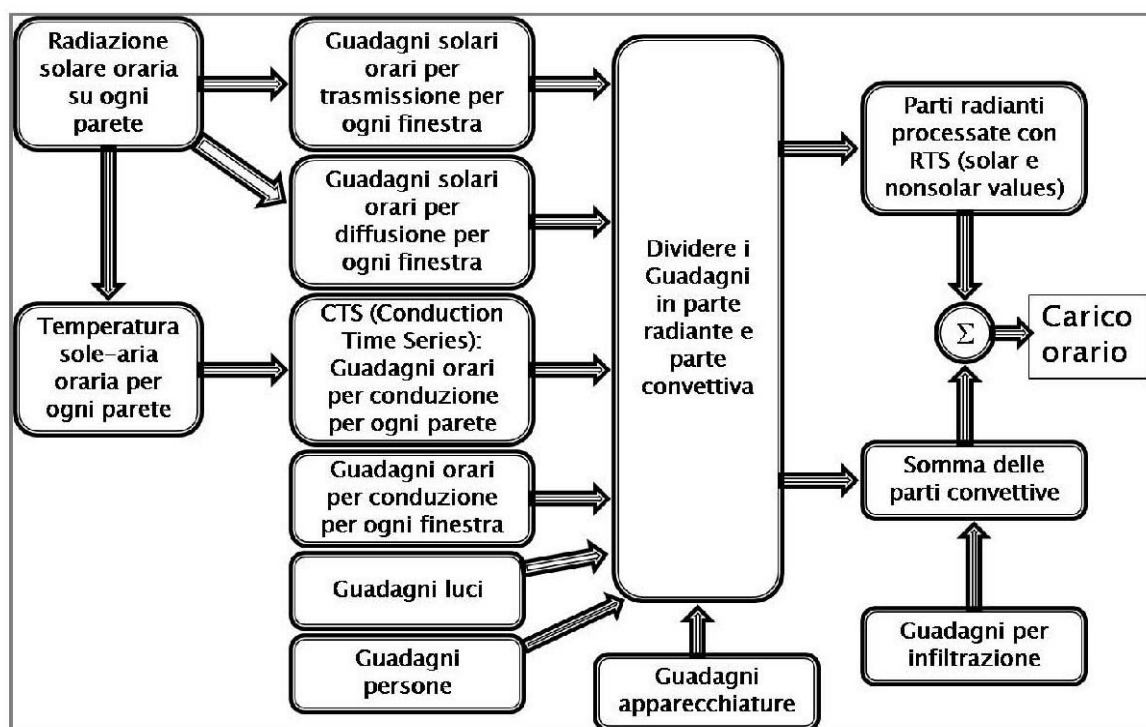 Radiazione
solare oraria
su ogni
parete
Guadagni solari
orari per
trasmissione per
ogni finestra
Guadagni solari
orari per
diffusione per
ogni finestra
Temperatura
sole-aria
oraria per
ogni parete
CTS (Conduction
Time Series):
Guadagni orari
per conduzione
per ogni parete
Guadagni orari
per conduzione
per ogni finestra
Guadagni luci
Guadagni
persone
Dividere i
Guadagni
in parte
radiante e
parte
convettiva
Guadagni
apparecchiature
Parti radianti
processate con
RTS (solar e
nonsolar values)
Σ
Carico
orario
Somma delle
parti convettive
Guadagni per
infiltrazione